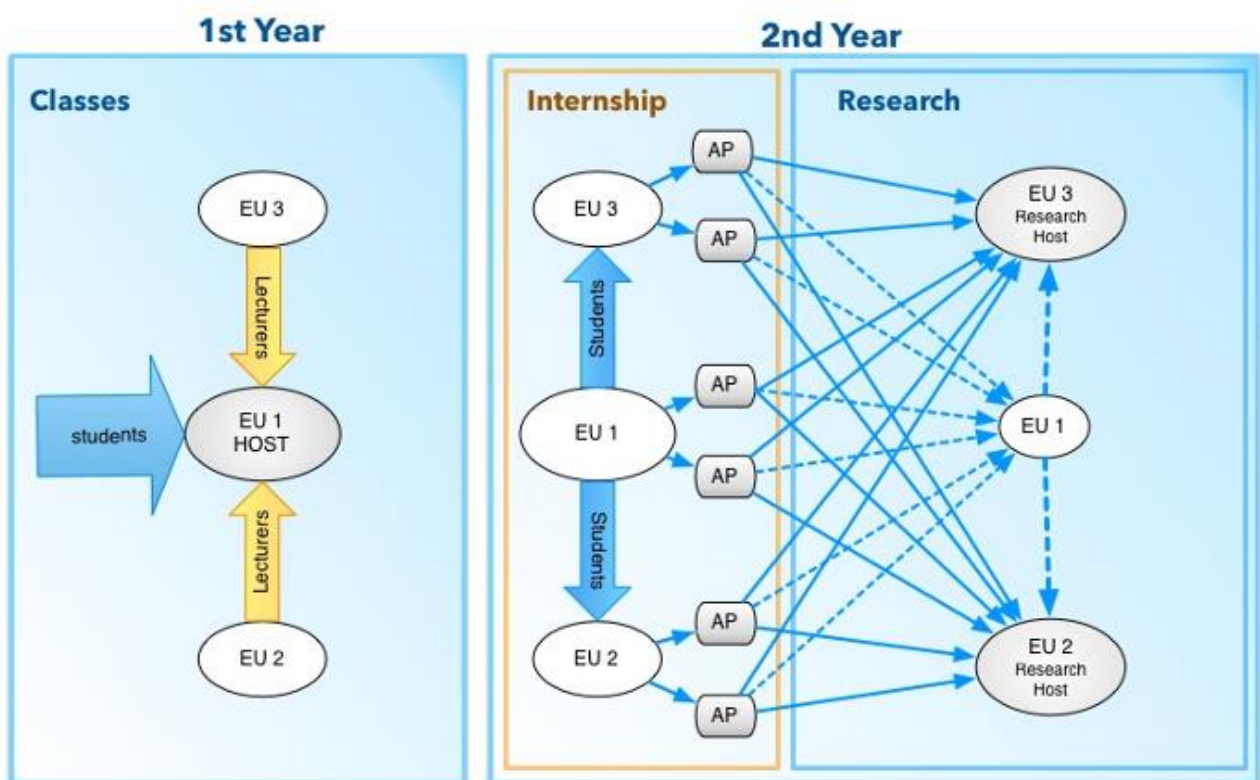 1st Year
Classes
EU 3
Lecturers
students
EU 1
HOST
Lecturers
EU 2
2nd Year
Internship
EU 3
Students
EU 1
Students
EU 2
AP
AP
AP
AP
AP
AP
Research
EU 3
Research
Host
EU 1
EU 2
Research
Host